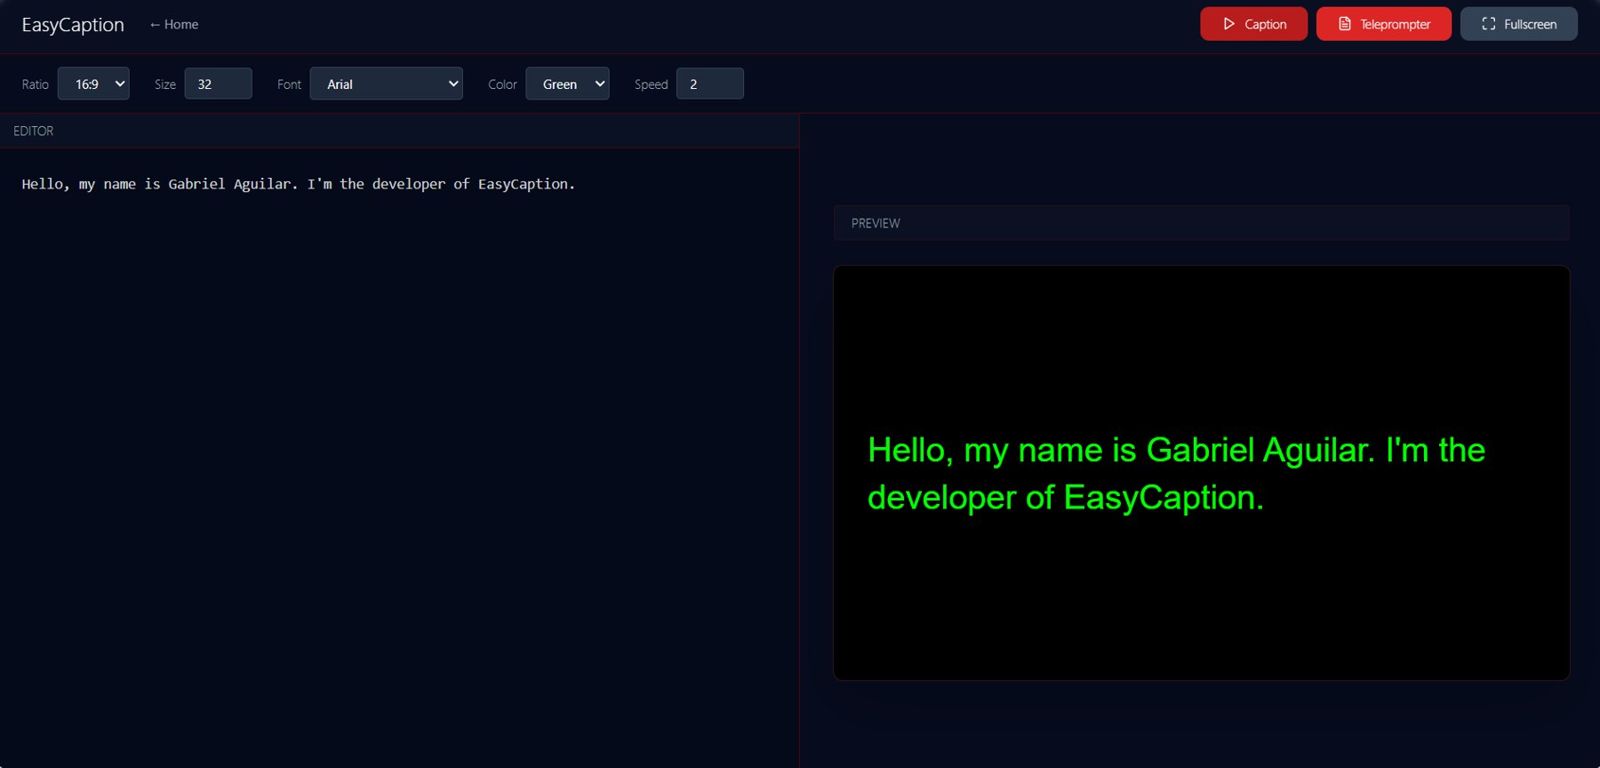 EasyCaption
← Home
Caption
Teleprompter
Fullscreen
Ratio 16:9 Size 32 Font Arial Color Green Speed 2
EDITOR
Hello, my name is Gabriel Aguilar. I'm the developer of EasyCaption.
PREVIEW
Hello, my name is Gabriel Aguilar. I'm the
developer of EasyCaption.